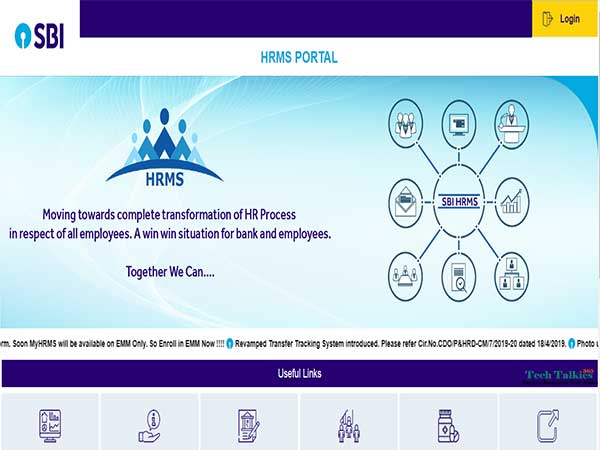 SBI
Login
HRMS PORTAL
HRMS
SBI HRMS
Moving towards complete transformation of HR Process
in respect of all employees. A win win situation for bank and employees.
Together We Can....
rm. Soon MyHRMS will be available on EMM Only. So Enroll in EMM Now !!!! Revamped Transfer Tracking System introduced. Please refer Cir.No.CDO/P&HRD-CM/7/2019-20 dated 18/4/2019. Photo u
Useful Links
Tech Talkies 365